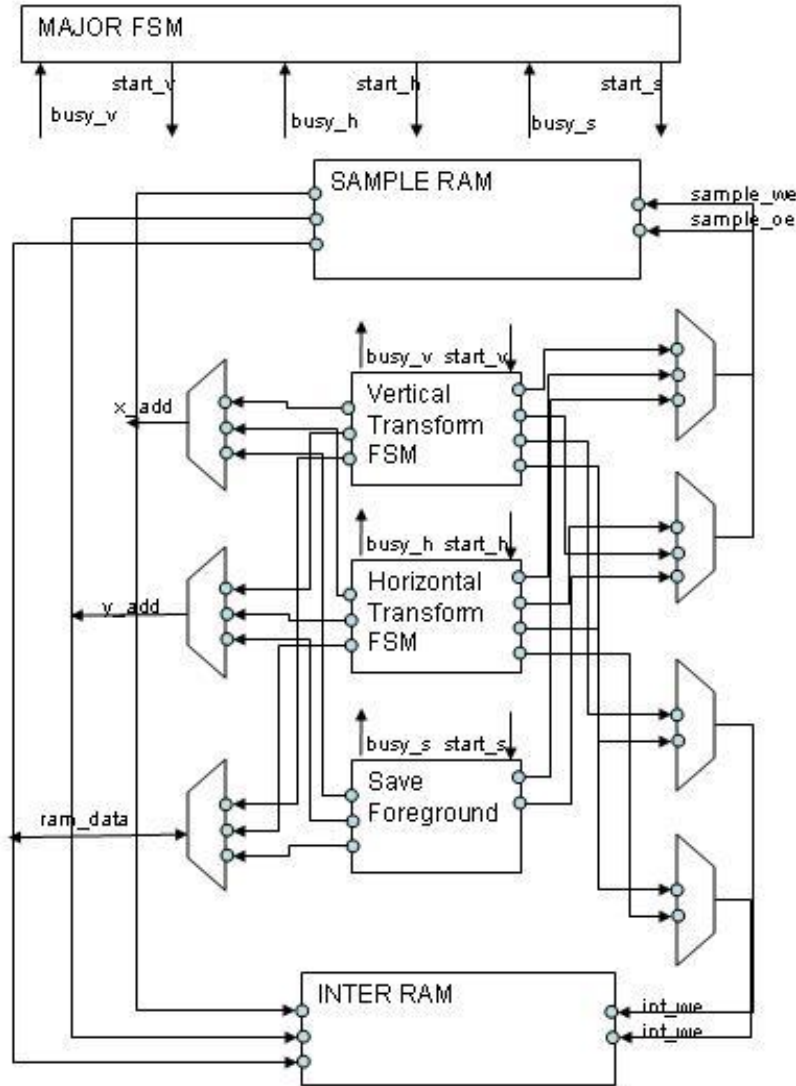 MAJOR FSM
start_v
start_h
start_s
busy_v
busy_h
busy_s
SAMPLE RAM
sample_we
sample_oe
busy_v start_v
Vertical
Transform
FSM
x_add
busy_h start_h
Horizontal
Transform
FSM
y_add
busy_s start_s
Save
Foreground
ram_data
INTER RAM
int_we
int_we